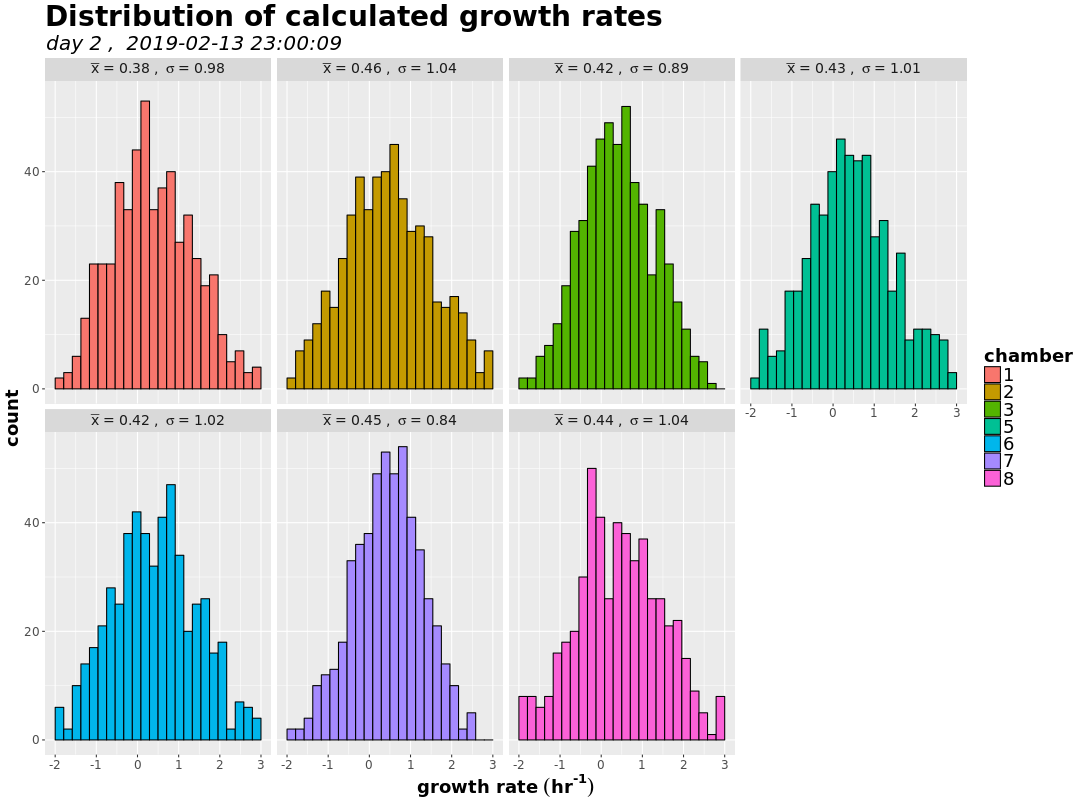 Distribution of calculated growth rates
day 2 ,  2019-02-13 23:00:09
x̅ = 0.38 ,  σ = 0.98
x̅ = 0.46 ,  σ = 1.04
x̅ = 0.42 ,  σ = 0.89
x̅ = 0.43 ,  σ = 1.01
40
20
0
-2 -1 0 1 2 3
x̅ = 0.42 ,  σ = 1.02
x̅ = 0.45 ,  σ = 0.84
x̅ = 0.44 ,  σ = 1.04
40
20
0
-2 -1 0 1 2 3
-2 -1 0 1 2 3
-2 -1 0 1 2 3
growth rate (hr⁻¹)
count
chamber
1
2
3
5
6
7
8